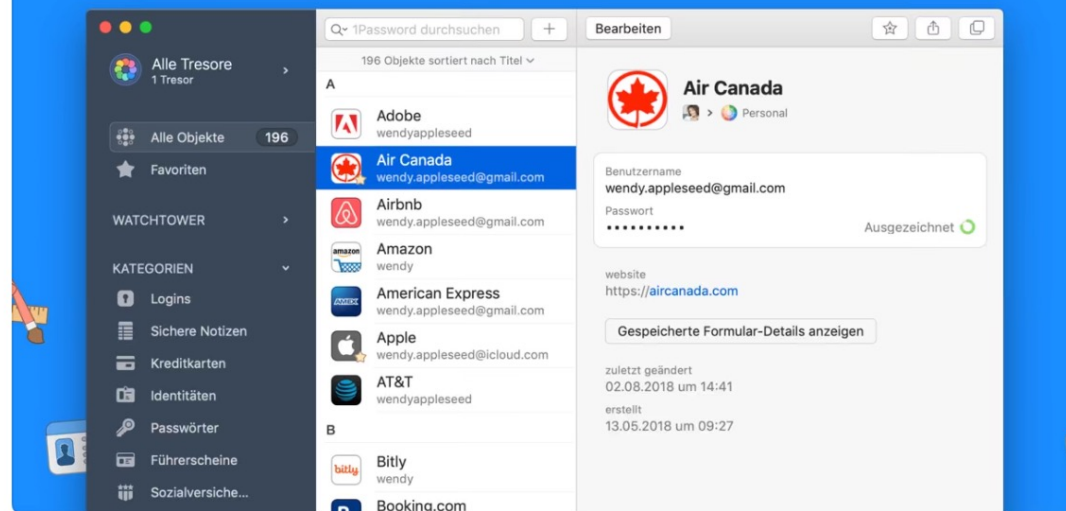 Alle Tresore
1 Tresor
Alle Objekte 196
Favoriten
WATCHTOWER
KATEGORIEN
Logins
Sichere Notizen
Kreditkarten
Identitäten
Passwörter
Führerscheine
Sozialversiche...
1Password durchsuchen
196 Objekte sortiert nach Titel
A
Adobe
wendyappleseed
Air Canada
wendy.appleseed@gmail.com
Airbnb
wendy.appleseed@gmail.com
amazon
Amazon
wendy
AMEX
American Express
wendy.appleseed@gmail.com
Apple
wendy.appleseed@icloud.com
AT&T
wendyappleseed
B
bitly
Bitly
wendy
B
Booking.com
Bearbeiten
Air Canada
> Personal
Benutzername
wendy.appleseed@gmail.com
Passwort
••••••••••
Ausgezeichnet
website
https://aircanada.com
Gespeicherte Formular-Details anzeigen
zuletzt geändert
02.08.2018 um 14:41
erstellt
13.05.2018 um 09:27